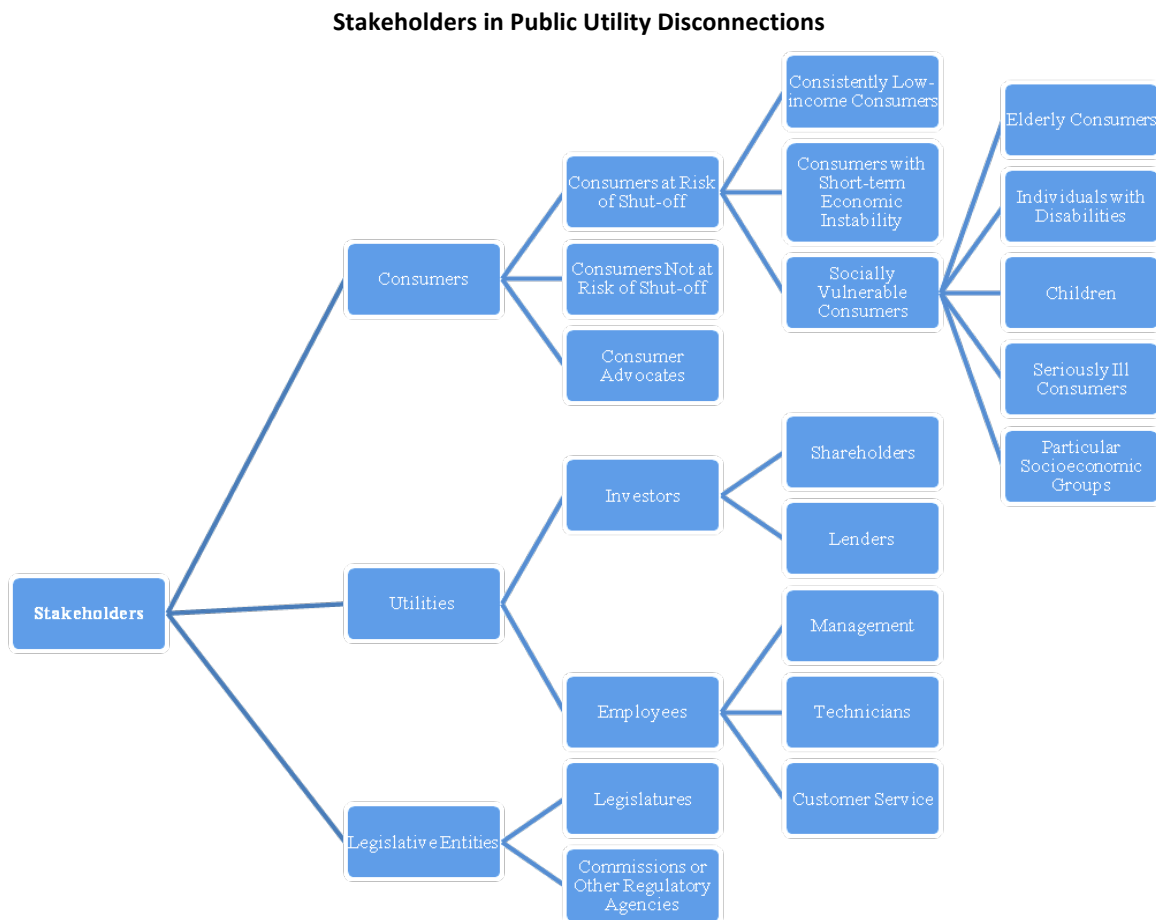 Stakeholders in Public Utility Disconnections
Stakeholders
Consumers
Consumers at Risk
of Shut-off
Consistently Low-
income Consumers
Consumers with
Short-term
Economic
Instability
Socially
Vulnerable
Consumers
Elderly Consumers
Individuals with
Disabilities
Children
Seriously Ill
Consumers
Particular
Socioeconomic
Groups
Consumers Not at
Risk of Shut-off
Consumer
Advocates
Utilities
Investors
Shareholders
Lenders
Employees
Management
Technicians
Customer Service
Legislative Entities
Legislatures
Commissions or
Other Regulatory
Agencies